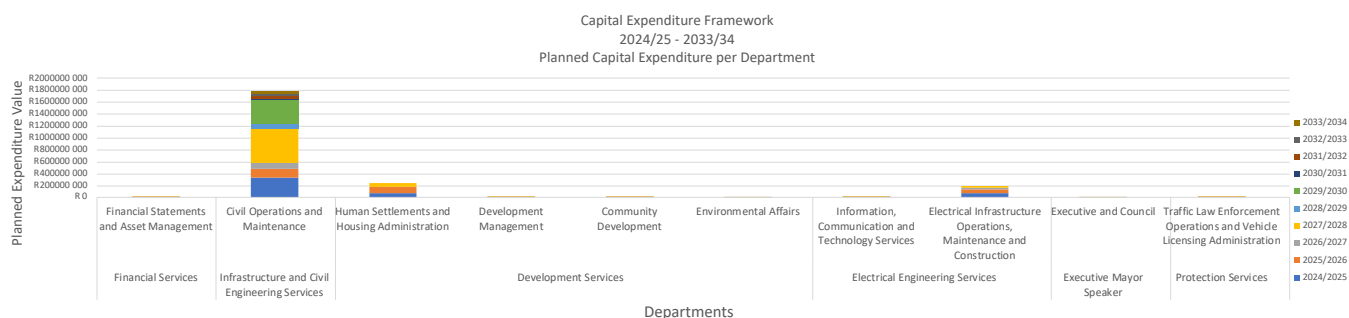 Capital Expenditure Framework
2024/25 - 2033/34
Planned Capital Expenditure per Department
Planned Expenditure Value
R2000000 000
R1800000 000
R1600000 000
R1400000 000
R1200000 000
R1000000 000
R800000 000
R600000 000
R400000 000
R200000 000
R 0
Financial Statements
and Asset Management
Civil Operations and
Maintenance
Human Settlements and
Housing Administration
Development
Management
Community
Development
Environmental Affairs
Information,
Communication and
Technology Services
Electrical Infrastructure
Operations,
Maintenance and
Construction
Executive and Council
Traffic Law Enforcement
Operations and Vehicle
Licensing Administration
Financial Services
Infrastructure and Civil
Engineering Services
Development Services
Electrical Engineering Services
Executive Mayor
Speaker
Protection Services
Departments
2033/2034
2032/2033
2031/2032
2030/2031
2029/2030
2028/2029
2027/2028
2026/2027
2025/2026
2024/2025